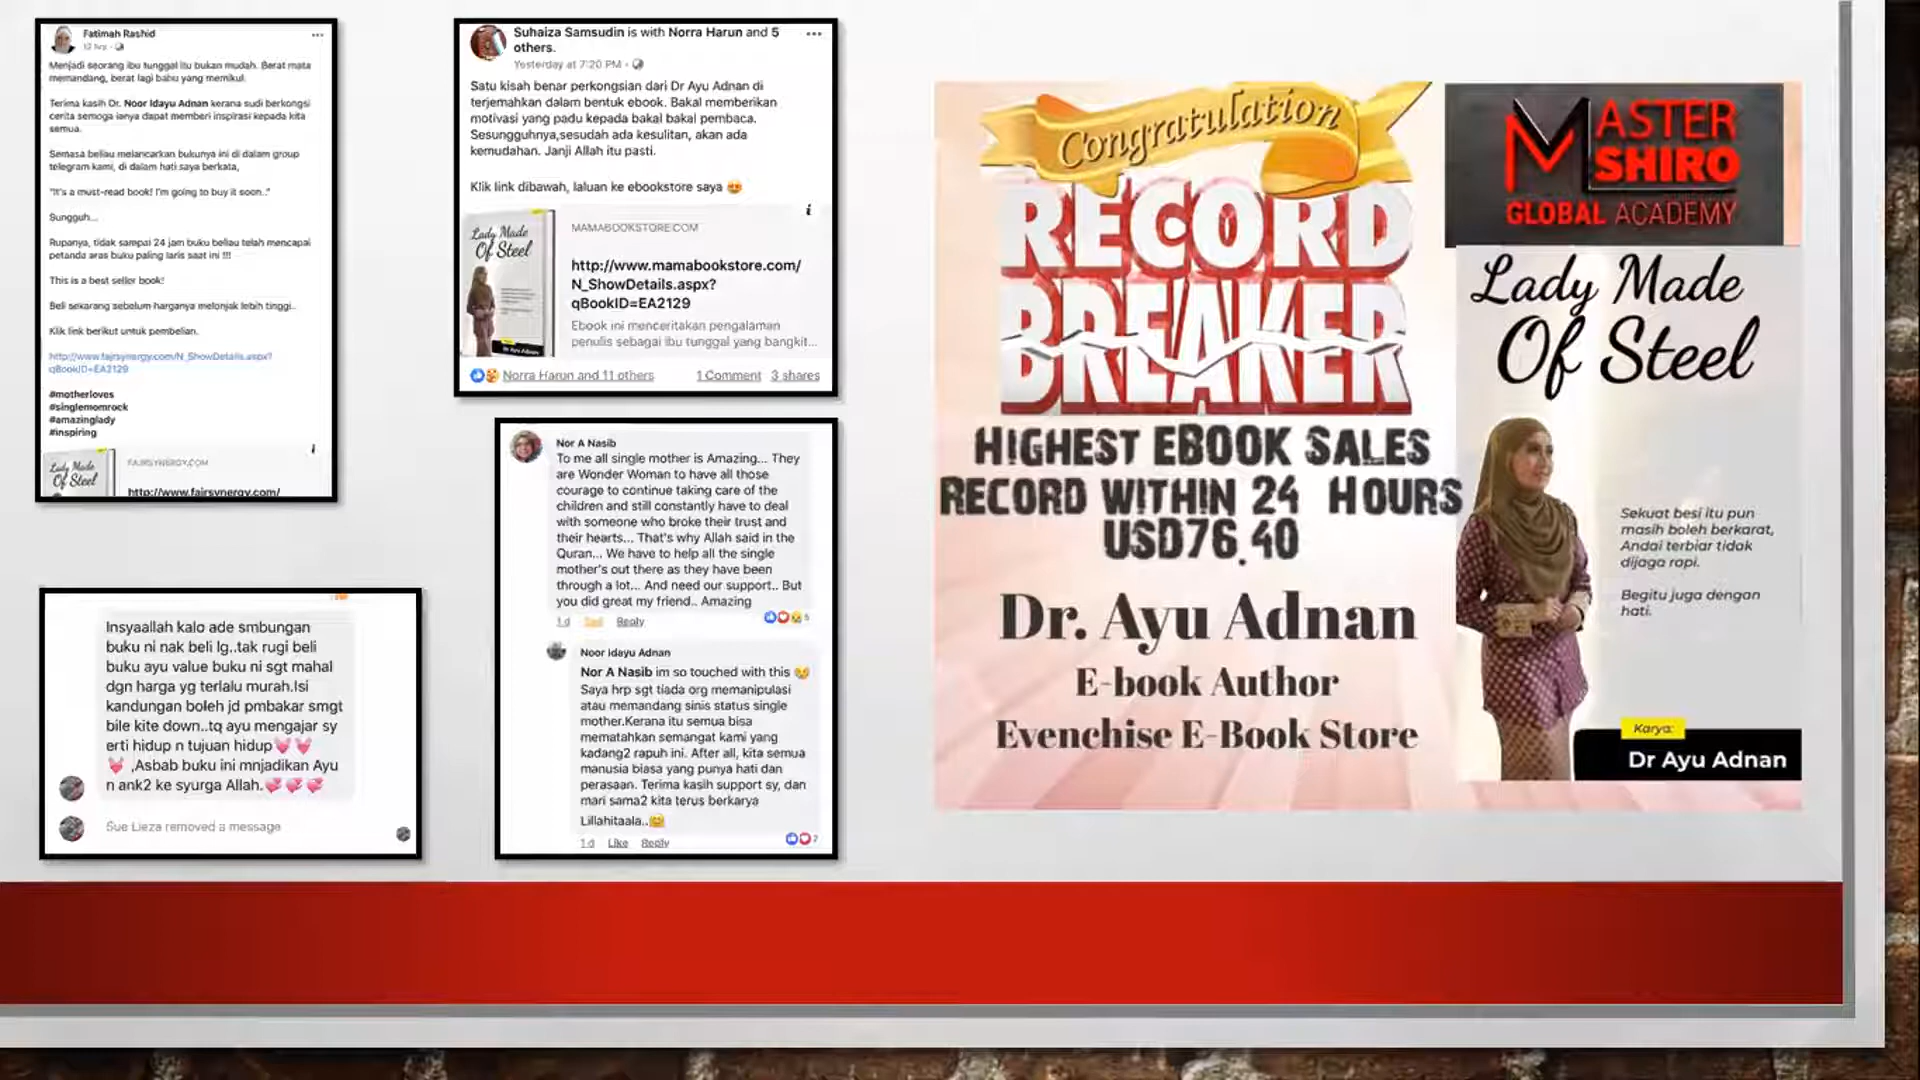 Fatimah Rashid
12 hrs
Menjadi seorang ibu tunggal itu bukan mudah. Berat mata
memandang, berat lagi bahu yang memikul.
Terima kasih Dr. Noor Idayu Adnan kerana sudi berkongsi
cerita semoga ianya dapat memberi inspirasi kepada kita
semua.
Semasa beliau melancarkan bukunya ini di dalam group
telegram kami, di dalam hati saya berkata,
"It's a must-read book! I'm going to buy it soon.."
Sungguh...
Rupanya, tidak sampai 24 jam buku beliau telah mencapai
petanda aras buku paling laris saat ini !!!
This is a best seller book!
Beli sekarang sebelum harganya melonjak lebih tinggi..
Klik link berikut untuk pembelian.
http://www.fairsynergy.com/N_ShowDetails.aspx?
qBookID=EA2129
#motherloves
#singlemomrock
#amazinglady
#inspiring
Lady Made
Of Steel
FAIRSYNERGY.COM
http://www.fairsynergy.com/
Suhaiza Samsudin is with Norra Harun and 5
others.
Yesterday at 7:20 PM
Satu kisah benar perkongsian dari Dr Ayu Adnan di
terjemahkan dalam bentuk ebook. Bakal memberikan
motivasi yang padu kepada bakal bakal pembaca.
Sesungguhnya,sesudah ada kesulitan, akan ada
kemudahan. Janji Allah itu pasti.
Klik link dibawah, laluan ke ebookstore saya 😍
Lady Made
Of Steel
Dr Ayu Adnan
MAMABOOKSTORE.COM
http://www.mamabookstore.com/
N_ShowDetails.aspx?
qBookID=EA2129
Ebook ini menceritakan pengalaman
penulis sebagai ibu tunggal yang bangkit...
Norra Harun and 11 others 1 Comment 3 shares
Nor A Nasib
To me all single mother is Amazing... They
are Wonder Woman to have all those
courage to continue taking care of the
children and still constantly have to deal
with someone who broke their trust and
their hearts... That's why Allah said in the
Quran... We have to help all the single
mother's out there as they have been
through a lot... And need our support.. But
you did great my friend.. Amazing
1 d Sad Reply 5
Noor Idayu Adnan
Nor A Nasib im so touched with this 😢
Saya hrp sgt tiada org memanipulasi
atau memandang sinis status single
mother.Kerana itu semua bisa
mematahkan semangat kami yang
kadang2 rapuh ini. After all, kita semua
manusia biasa yang punya hati dan
perasaan. Terima kasih support sy, dan
mari sama2 kita terus berkarya
Lillahitaala..😊
1 d Like Reply 2
Insyaallah kalo ade smbungan
buku ni nak beli lg..tak rugi beli
buku ayu value buku ni sgt mahal
dgn harga yg terlalu murah.Isi
kandungan boleh jd pmbakar smgt
bile kite down..tq ayu mengajar sy
erti hidup n tujuan hidup💓💓
💓,Asbab buku ini mnjadikan Ayu
n ank2 ke syurga Allah.💞💞💞
Sue Lieza removed a message
Congratulation
RECORD
BREAKER
HIGHEST EBOOK SALES
RECORD WITHIN 24 HOURS
USD76.40
Dr. Ayu Adnan
E-book Author
Evenchise E-Book Store
MASTER
SHIRO
GLOBAL ACADEMY
Lady Made
Of Steel
Sekuat besi itu pun
masih boleh berkarat,
Andai terbiar tidak
dijaga rapi.
Begitu juga dengan
hati.
Karya:
Dr Ayu Adnan